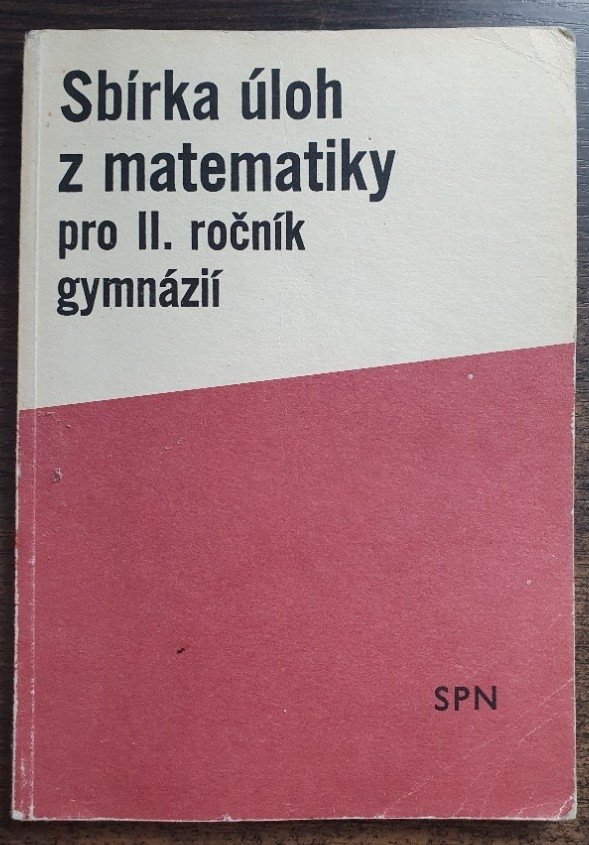 Sbírka úloh
z matematiky
pro II. ročník
gymnázií
SPN